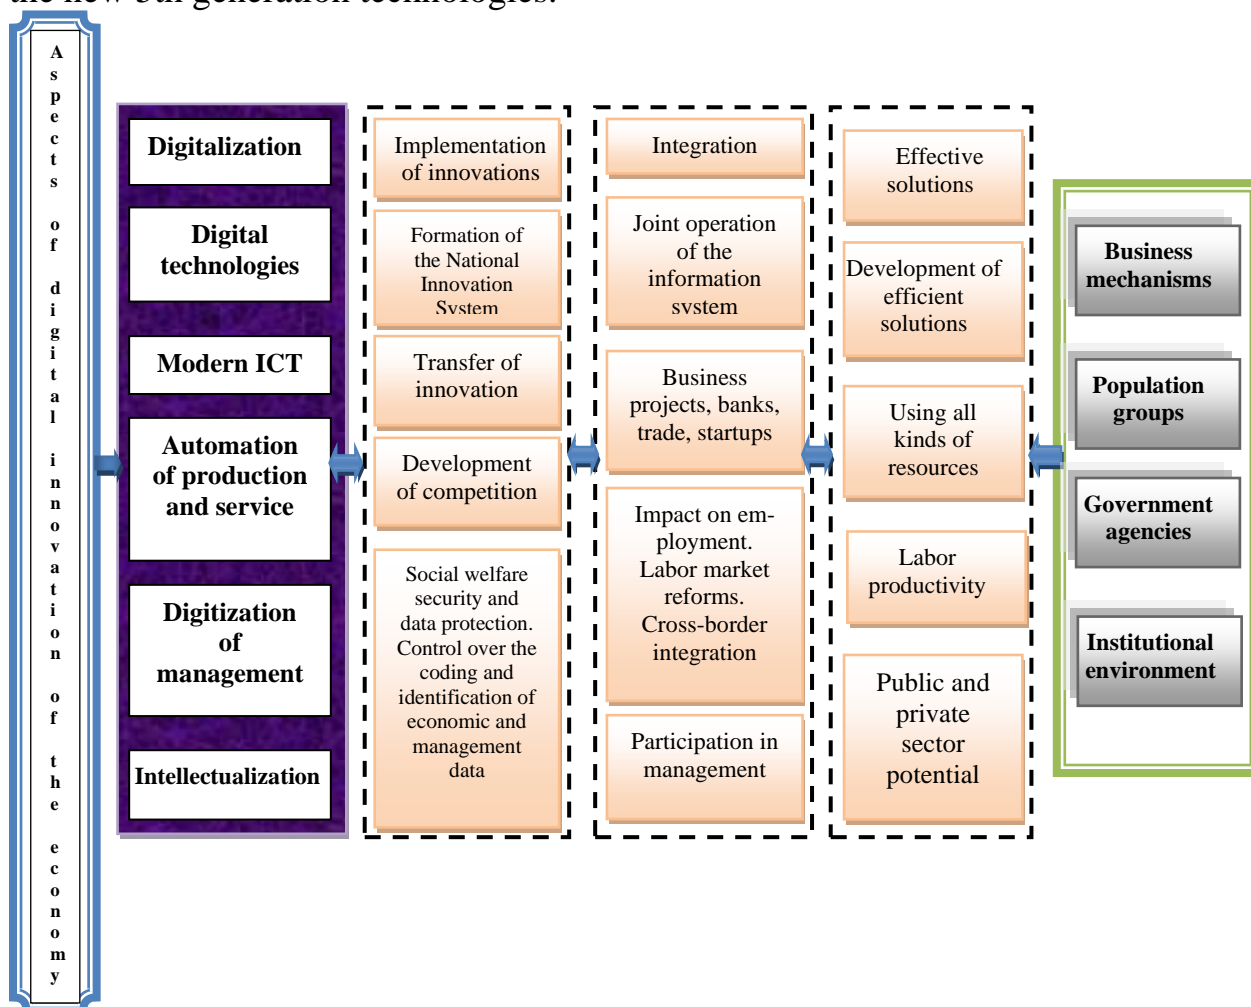 the new 5th generation technologies.
Aspects of digital innovation of the economy
Digitalization
Digital
technologies
Modern ICT
Automation
of production
and service
Digitization
of
management
Intellectualization
Implementation
of innovations
Formation of
the National
Innovation
System
Transfer of
innovation
Development
of competition
Social welfare
security and
data protection.
Control over the
coding and
identification of
economic and
management
data
Integration
Joint operation
of the
information
system
Business
projects, banks,
trade, startups
Impact on em-
ployment.
Labor market
reforms.
Cross-border
integration
Participation in
management
Effective
solutions
Development of
efficient
solutions
Using all
kinds of
resources
Labor
productivity
Public and
private
sector
potential
Business
mechanisms
Population
groups
Government
agencies
Institutional
environment